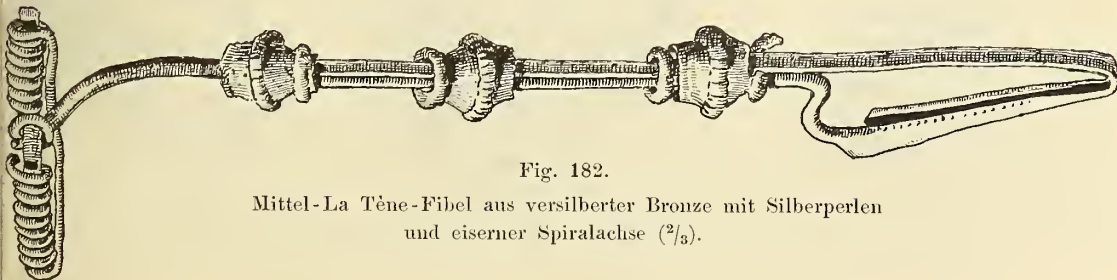 Fig. 182.
Mittel-La Tène-Fibel aus versilberter Bronze mit Silberperlen
und eiserner Spiralachse (²/₃).